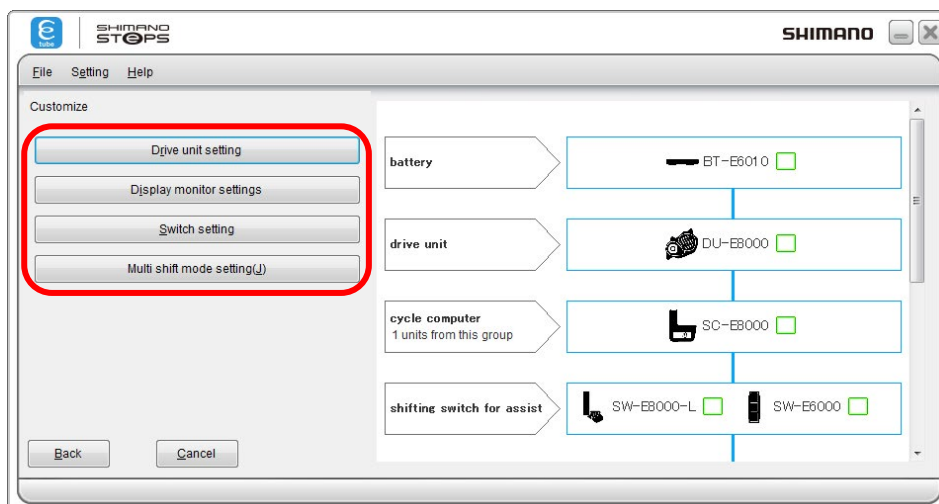 E
tube
SHIMANO
STEPS
SHIMANO
File Setting Help
Customize
Drive unit setting
Display monitor settings
Switch setting
Multi shift mode setting(J)
Back Cancel
battery
BT-E6010
drive unit
DU-E8000
cycle computer
1 units from this group
SC-E8000
shifting switch for assist
SW-E8000-L SW-E6000